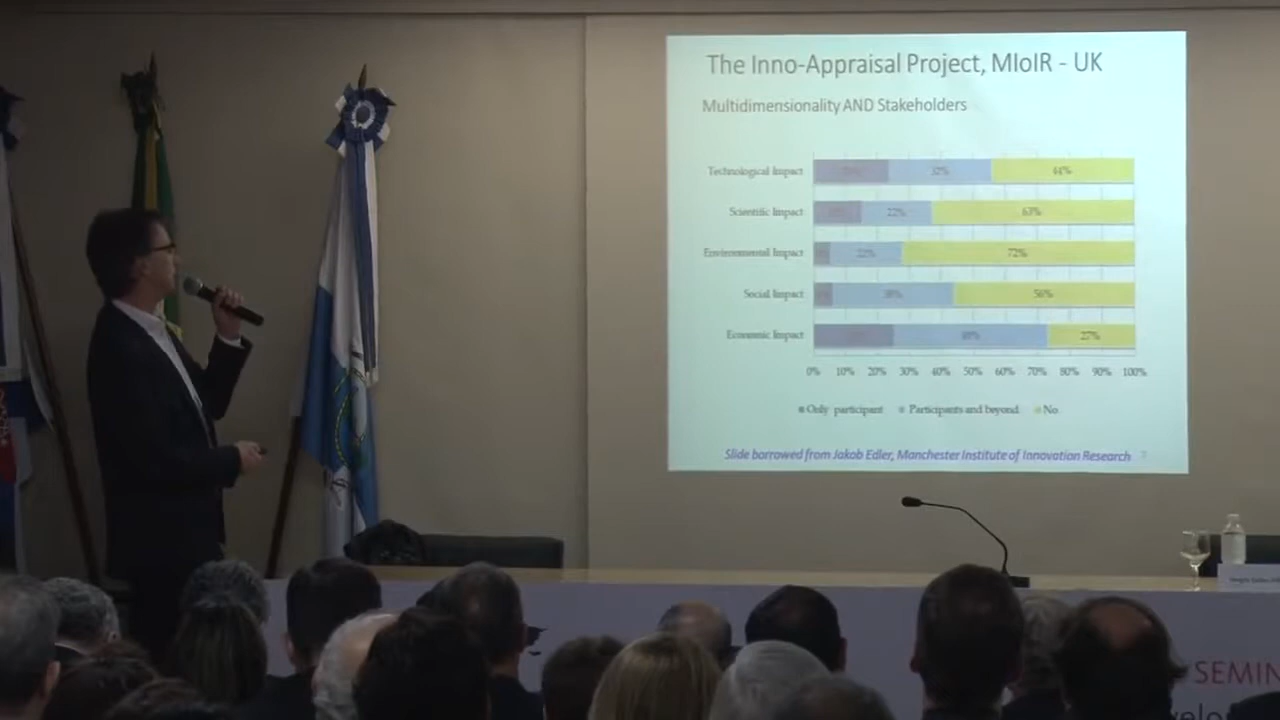 The Inno-Appraisal Project, MIoIR - UK
Multidimensionality AND Stakeholders
Technological Impact 32% 44%
Scientific Impact 22% 63%
Environmental Impact 22% 72%
Social Impact 38% 56%
Economic Impact 27%
0% 10% 20% 30% 40% 50% 60% 70% 80% 90% 100%
Only participant Participants and beyond No
Slide borrowed from Jakob Edler, Manchester Institute of Innovation Research
SEMIN